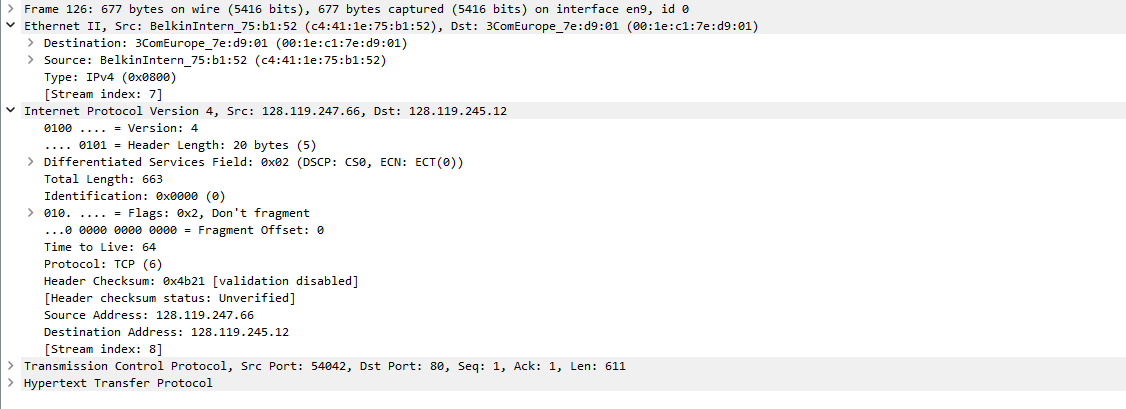 Frame 126: 677 bytes on wire (5416 bits), 677 bytes captured (5416 bits) on interface en9, id 0
Ethernet II, Src: BelkinIntern_75:b1:52 (c4:41:1e:75:b1:52), Dst: 3ComEurope_7e:d9:01 (00:1e:c1:7e:d9:01)
Destination: 3ComEurope_7e:d9:01 (00:1e:c1:7e:d9:01)
Source: BelkinIntern_75:b1:52 (c4:41:1e:75:b1:52)
Type: IPv4 (0x0800)
[Stream index: 7]
Internet Protocol Version 4, Src: 128.119.247.66, Dst: 128.119.245.12
0100 .... = Version: 4
.... 0101 = Header Length: 20 bytes (5)
Differentiated Services Field: 0x02 (DSCP: CS0, ECN: ECT(0))
Total Length: 663
Identification: 0x0000 (0)
010. .... = Flags: 0x2, Don't fragment
...0 0000 0000 0000 = Fragment Offset: 0
Time to Live: 64
Protocol: TCP (6)
Header Checksum: 0x4b21 [validation disabled]
[Header checksum status: Unverified]
Source Address: 128.119.247.66
Destination Address: 128.119.245.12
[Stream index: 8]
Transmission Control Protocol, Src Port: 54042, Dst Port: 80, Seq: 1, Ack: 1, Len: 611
Hypertext Transfer Protocol